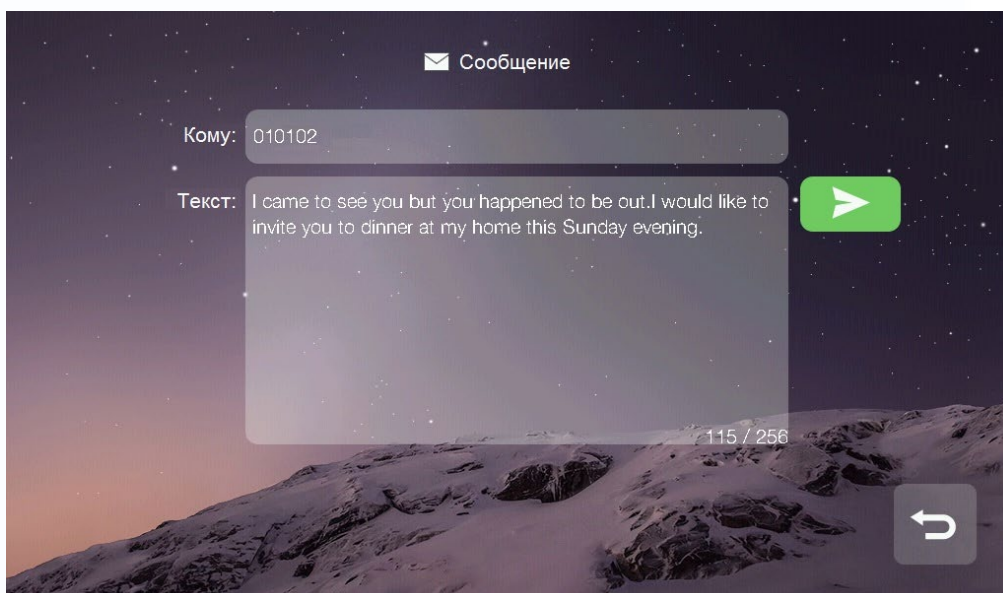 Сообщение
Кому: 010102
Текст: I came to see you but you happened to be out.I would like to
invite you to dinner at my home this Sunday evening.
115 / 256